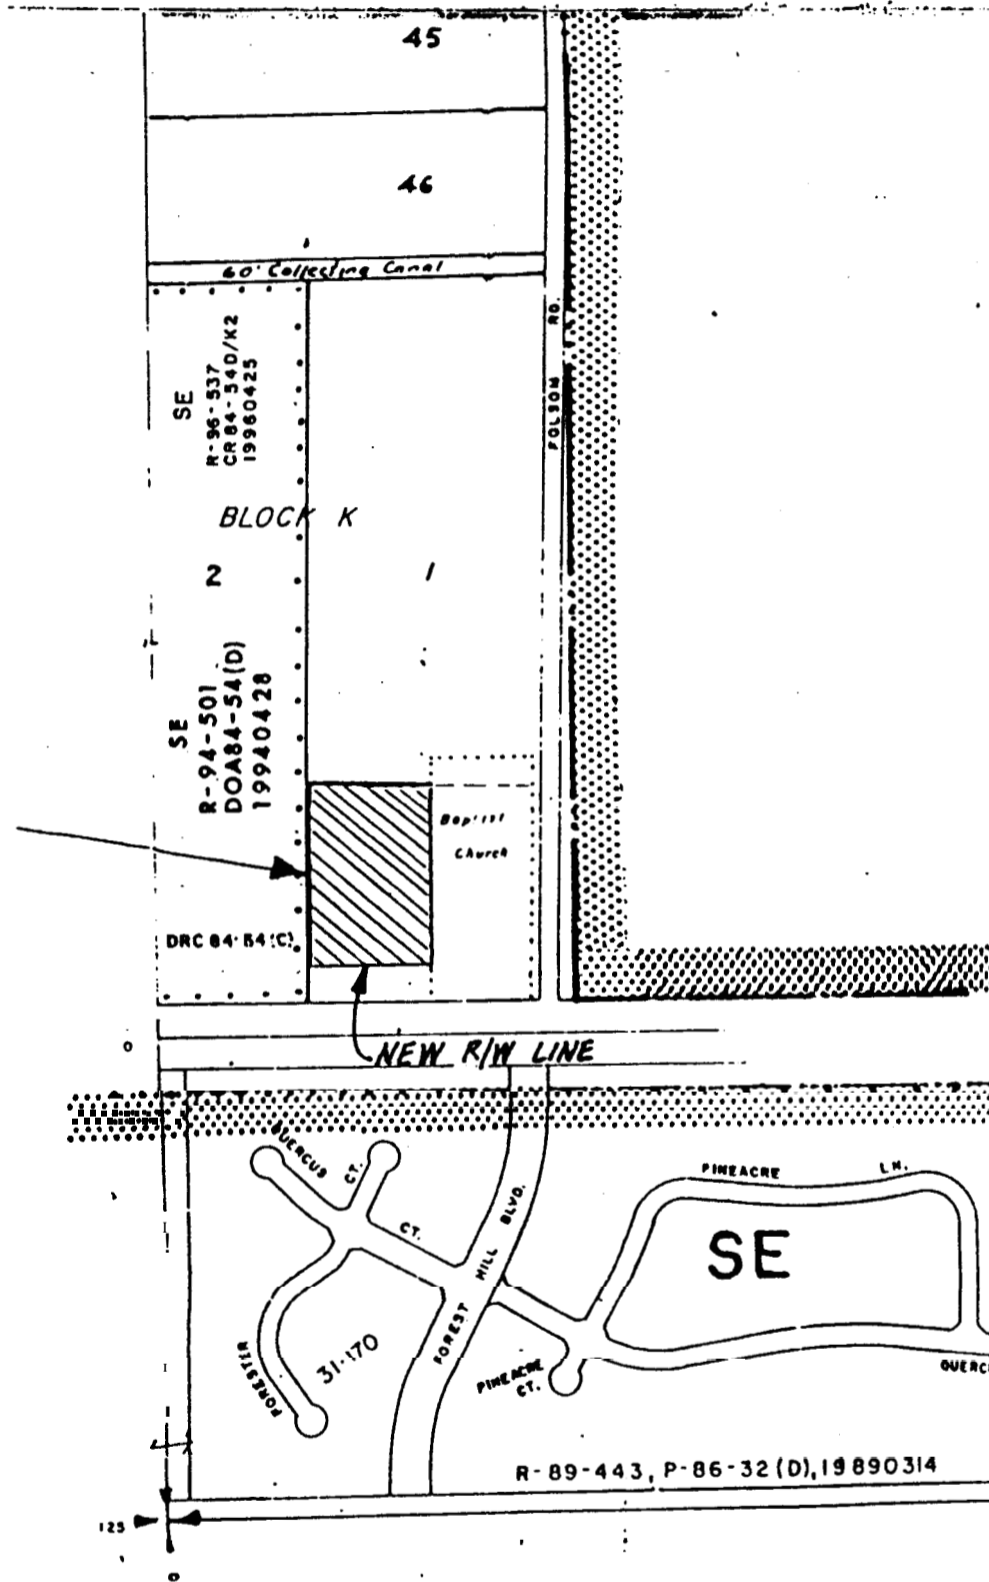 45
46
60' Collecting Canal
SE
R-96-537
CR84-54D/K2
19960425
FOLSOM RD.
BLOCK K
2
1
SE
R-94-501
DOA84-54(D)
19940428
Baptist
Church
DRC 84-54(C)
NEW R/W LINE
QUERCUS CT.
CT.
PINEACRE LN.
SE
FOREST HILL BLVD.
FORESTER
31-170
PINEACRE
CT.
QUERC
R-89-443, P-86-32(D), 19890314
125